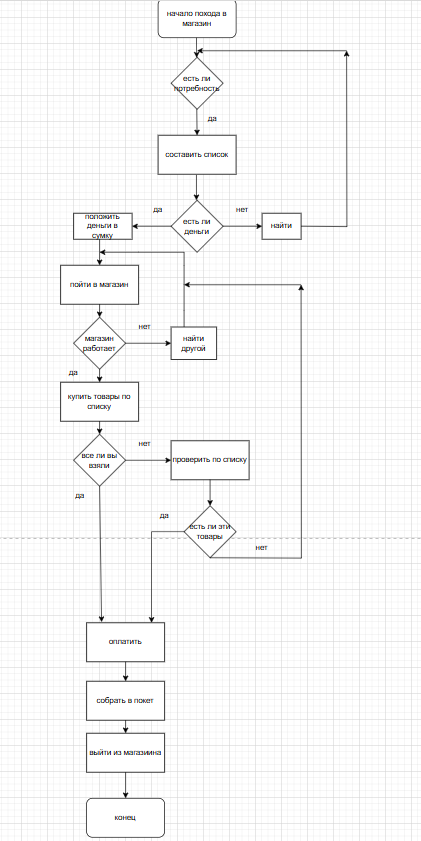 начало похода в
магазин
есть ли
потребность
да
составить список
да
нет
положить
деньги в
сумку
есть ли
деньги
найти
пойти в магазин
магазин
работает
нет
найти
другой
да
купить товары по
списку
все ли вы
взяли
нет
проверить по списку
да
да
есть ли эти
товары
нет
оплатить
собрать в покет
выйти из магазиина
конец